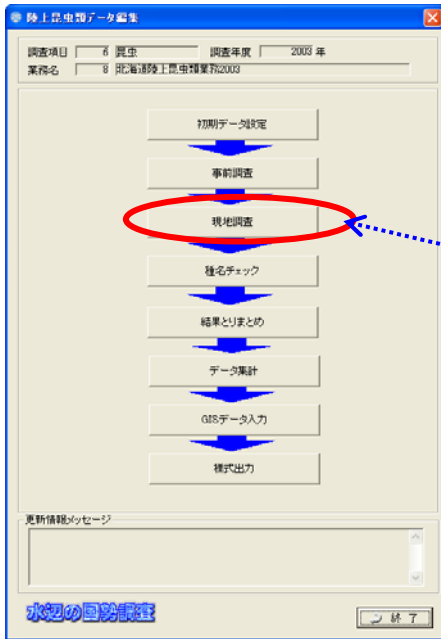 陸上昆虫類データ編集
調査項目 6 昆虫 調査年度 2003 年
業務名 8 北海道陸上昆虫類業務2003
初期データ設定
事前調査
現地調査
種名チェック
結果とりまとめ
データ集計
GISデータ入力
様式出力
更新情報メッセージ
水辺の国勢調査
終 了